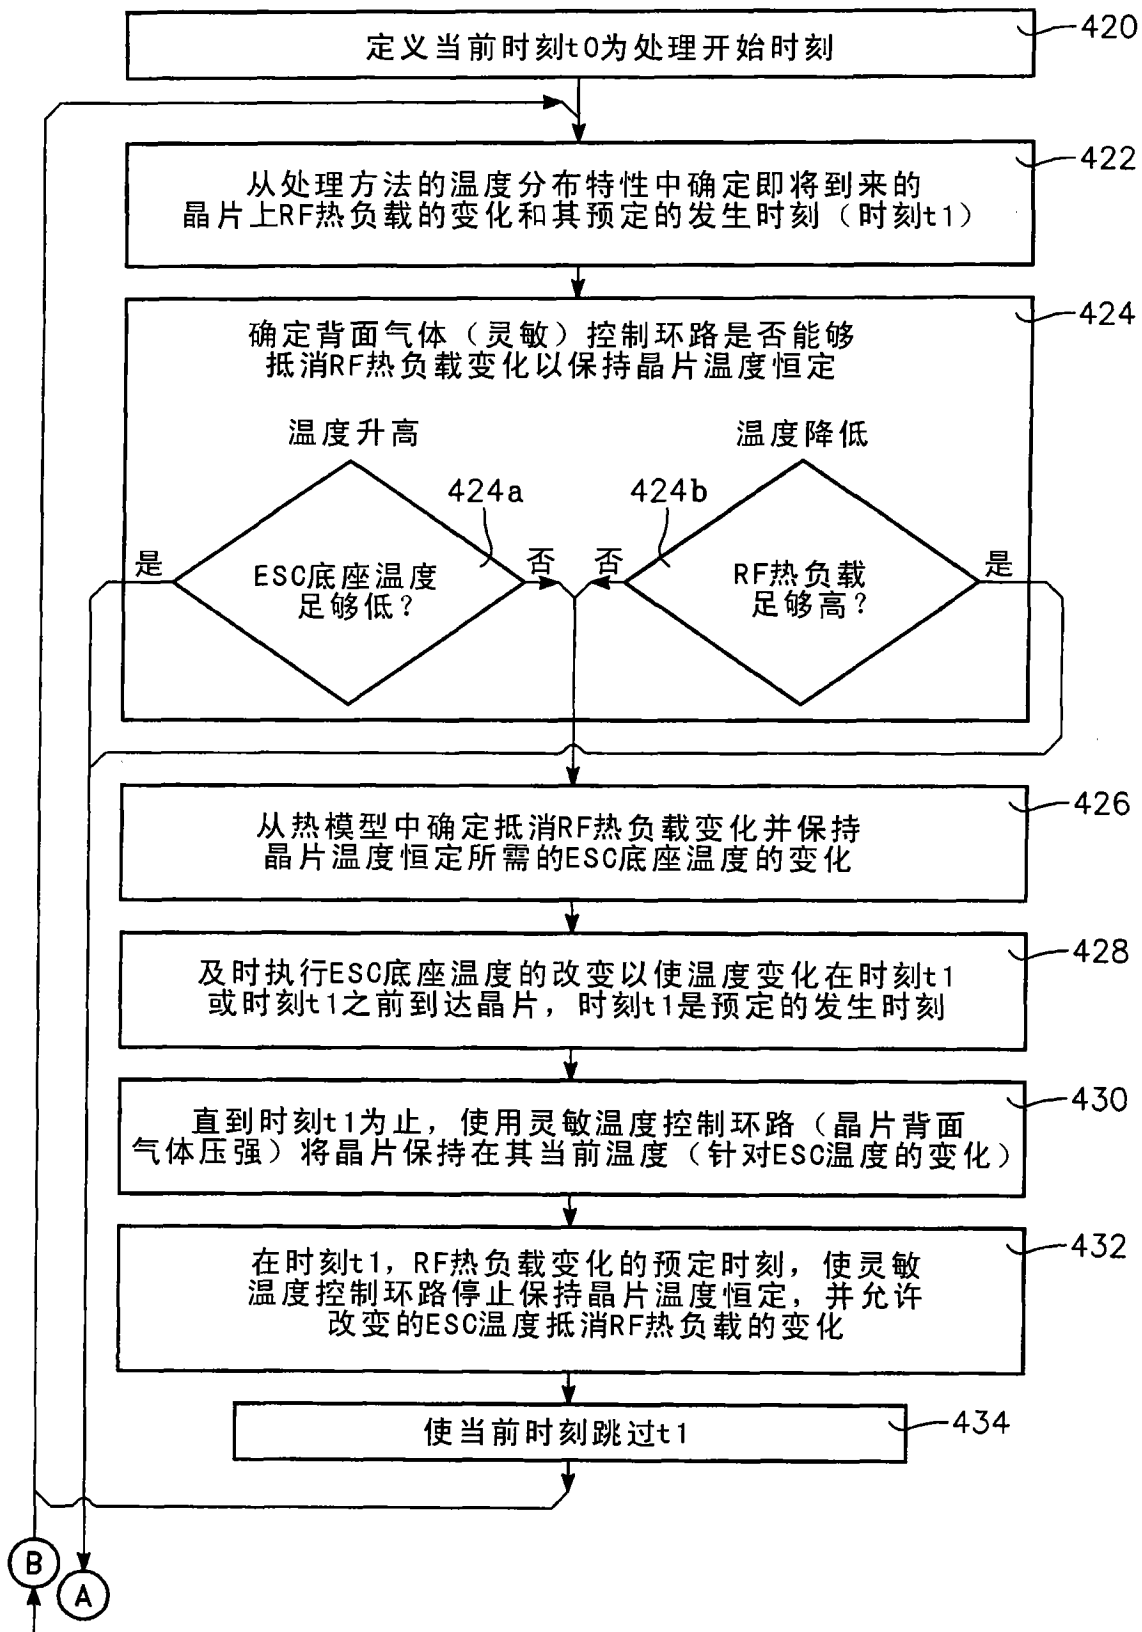 定义当前时刻t0为处理开始时刻
420
从处理方法的温度分布特性中确定即将到来的
晶片上RF热负载的变化和其预定的发生时刻（时刻t1）
422
确定背面气体（灵敏）控制环路是否能够
抵消RF热负载变化以保持晶片温度恒定
424
温度升高
温度降低
424a
424b
是
ESC底座温度
足够低？
否
否
RF热负载
足够高？
是
从热模型中确定抵消RF热负载变化并保持
晶片温度恒定所需的ESC底座温度的变化
426
及时执行ESC底座温度的改变以使温度变化在时刻t1
或时刻t1之前到达晶片，时刻t1是预定的发生时刻
428
直到时刻t1为止，使用灵敏温度控制环路（晶片背面
气体压强）将晶片保持在其当前温度（针对ESC温度的变化）
430
在时刻t1，RF热负载变化的预定时刻，使灵敏
温度控制环路停止保持晶片温度恒定，并允许
改变的ESC温度抵消RF热负载的变化
432
使当前时刻跳过t1
434
B
A